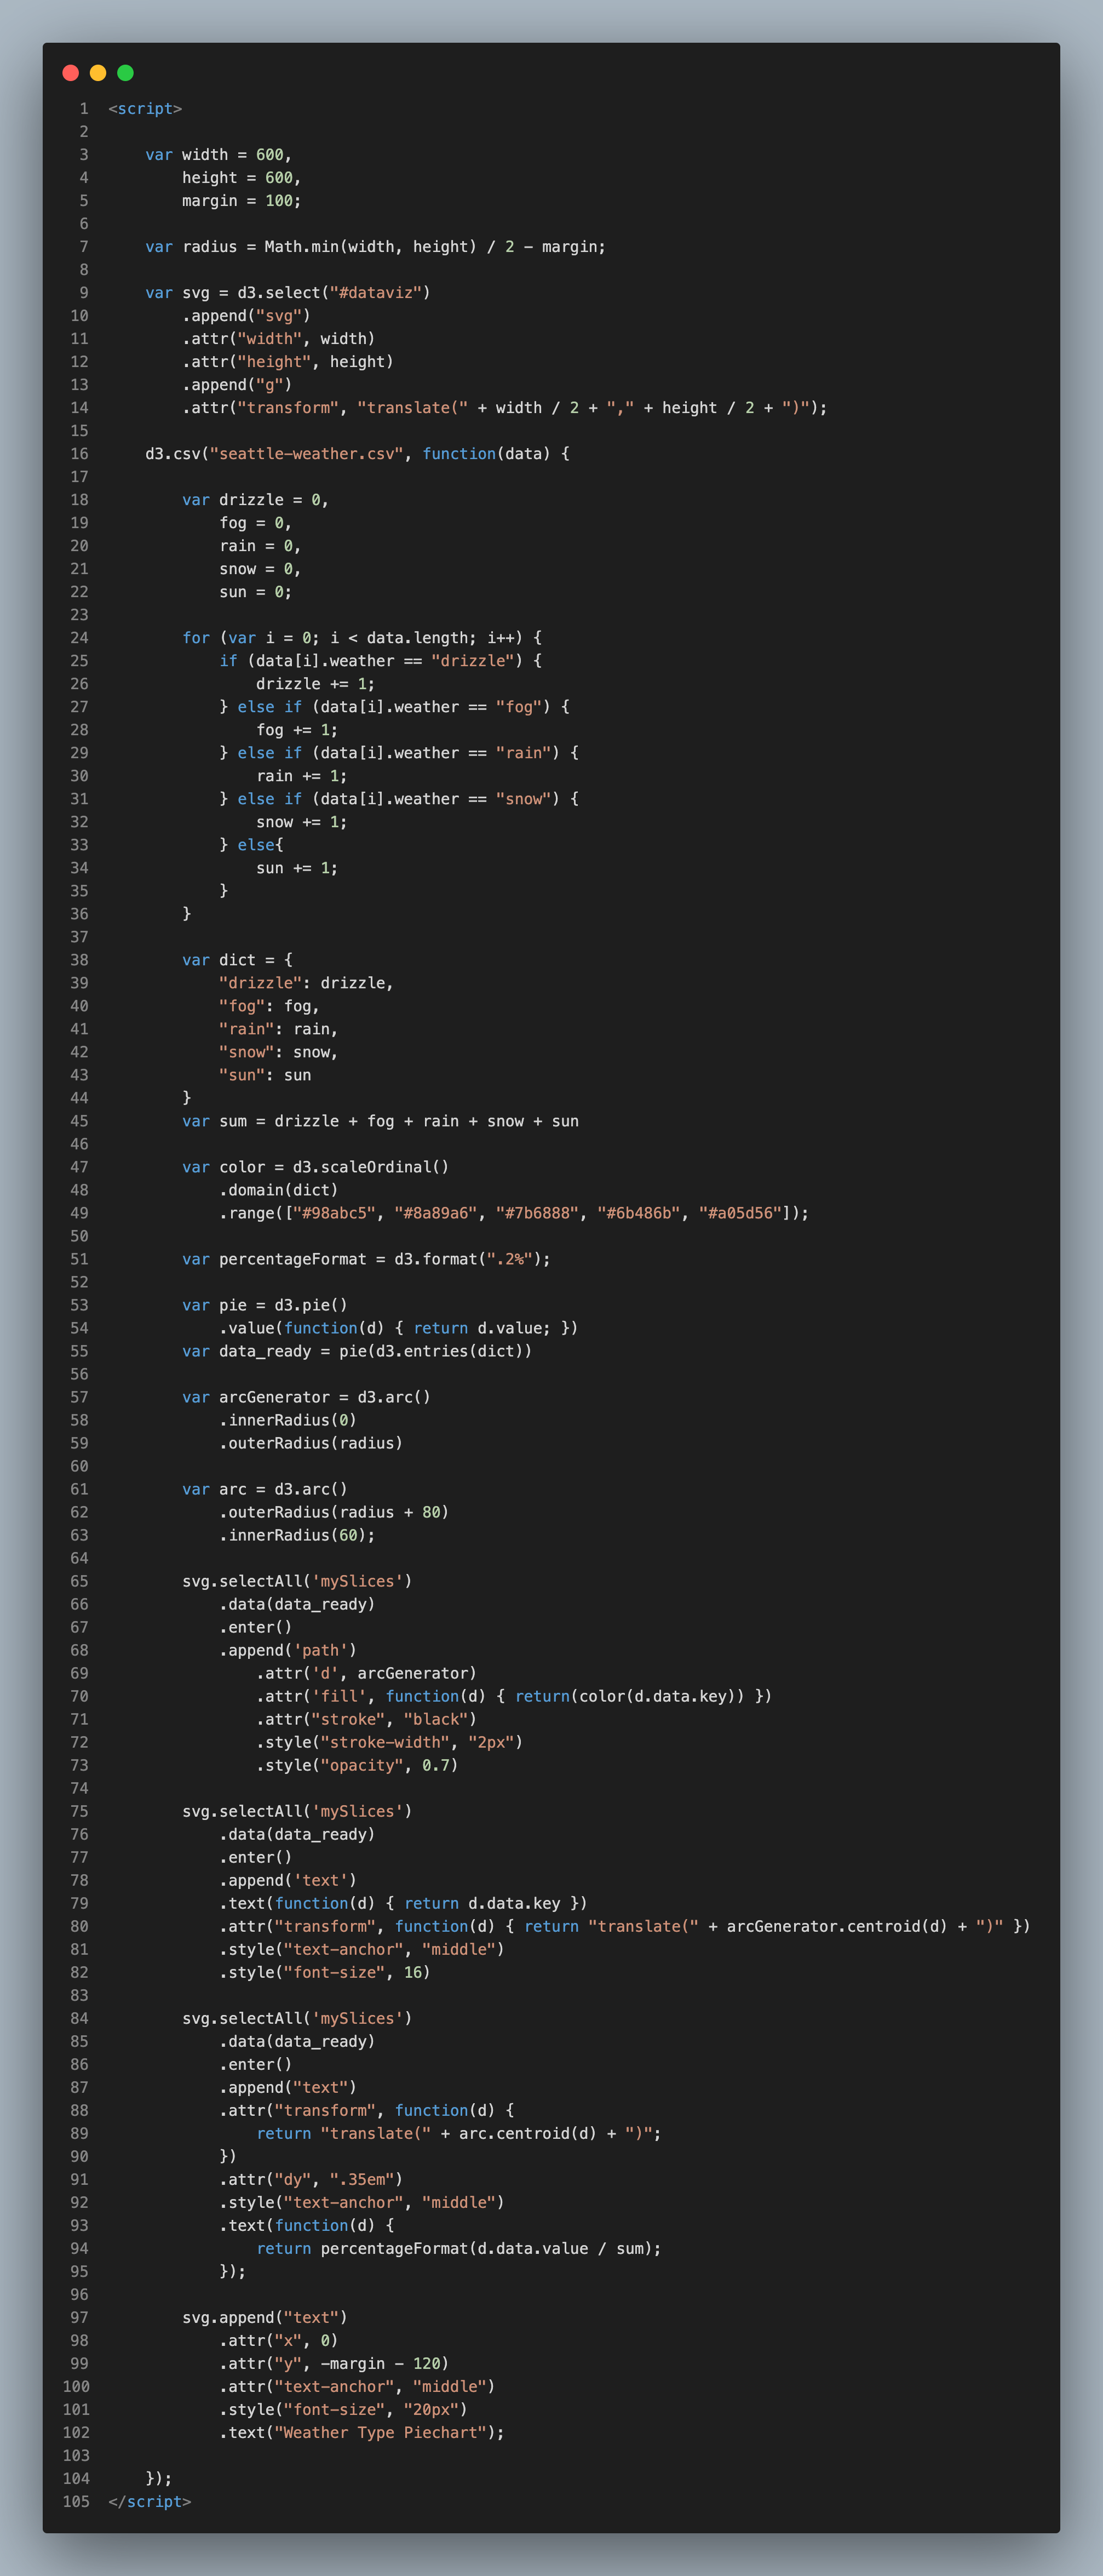 1 <script>
2
3     var width = 600,
4         height = 600,
5         margin = 100;
6
7     var radius = Math.min(width, height) / 2 - margin;
8
9     var svg = d3.select("#dataviz")
10         .append("svg")
11         .attr("width", width)
12         .attr("height", height)
13         .append("g")
14         .attr("transform", "translate(" + width / 2 + "," + height / 2 + ")");
15
16     d3.csv("seattle-weather.csv", function(data) {
17
18         var drizzle = 0,
19             fog = 0,
20             rain = 0,
21             snow = 0,
22             sun = 0;
23
24         for (var i = 0; i < data.length; i++) {
25             if (data[i].weather == "drizzle") {
26                 drizzle += 1;
27             } else if (data[i].weather == "fog") {
28                 fog += 1;
29             } else if (data[i].weather == "rain") {
30                 rain += 1;
31             } else if (data[i].weather == "snow") {
32                 snow += 1;
33             } else{
34                 sun += 1;
35             }
36         }
37
38         var dict = {
39             "drizzle": drizzle,
40             "fog": fog,
41             "rain": rain,
42             "snow": snow,
43             "sun": sun
44         }
45         var sum = drizzle + fog + rain + snow + sun
46
47         var color = d3.scaleOrdinal()
48             .domain(dict)
49             .range(["#98abc5", "#8a89a6", "#7b6888", "#6b486b", "#a05d56"]);
50
51         var percentageFormat = d3.format(".2%");
52
53         var pie = d3.pie()
54             .value(function(d) { return d.value; })
55         var data_ready = pie(d3.entries(dict))
56
57         var arcGenerator = d3.arc()
58             .innerRadius(0)
59             .outerRadius(radius)
60
61         var arc = d3.arc()
62             .outerRadius(radius + 80)
63             .innerRadius(60);
64
65         svg.selectAll('mySlices')
66             .data(data_ready)
67             .enter()
68             .append('path')
69                 .attr('d', arcGenerator)
70                 .attr('fill', function(d) { return(color(d.data.key)) })
71                 .attr("stroke", "black")
72                 .style("stroke-width", "2px")
73                 .style("opacity", 0.7)
74
75         svg.selectAll('mySlices')
76             .data(data_ready)
77             .enter()
78             .append('text')
79             .text(function(d) { return d.data.key })
80             .attr("transform", function(d) { return "translate(" + arcGenerator.centroid(d) + ")" })
81             .style("text-anchor", "middle")
82             .style("font-size", 16)
83
84         svg.selectAll('mySlices')
85             .data(data_ready)
86             .enter()
87             .append("text")
88             .attr("transform", function(d) {
89                 return "translate(" + arc.centroid(d) + ")";
90             })
91             .attr("dy", ".35em")
92             .style("text-anchor", "middle")
93             .text(function(d) {
94                 return percentageFormat(d.data.value / sum);
95             });
96
97         svg.append("text")
98             .attr("x", 0)
99             .attr("y", -margin - 120)
100             .attr("text-anchor", "middle")
101             .style("font-size", "20px")
102             .text("Weather Type Piechart");
103
104     });
105 </script>